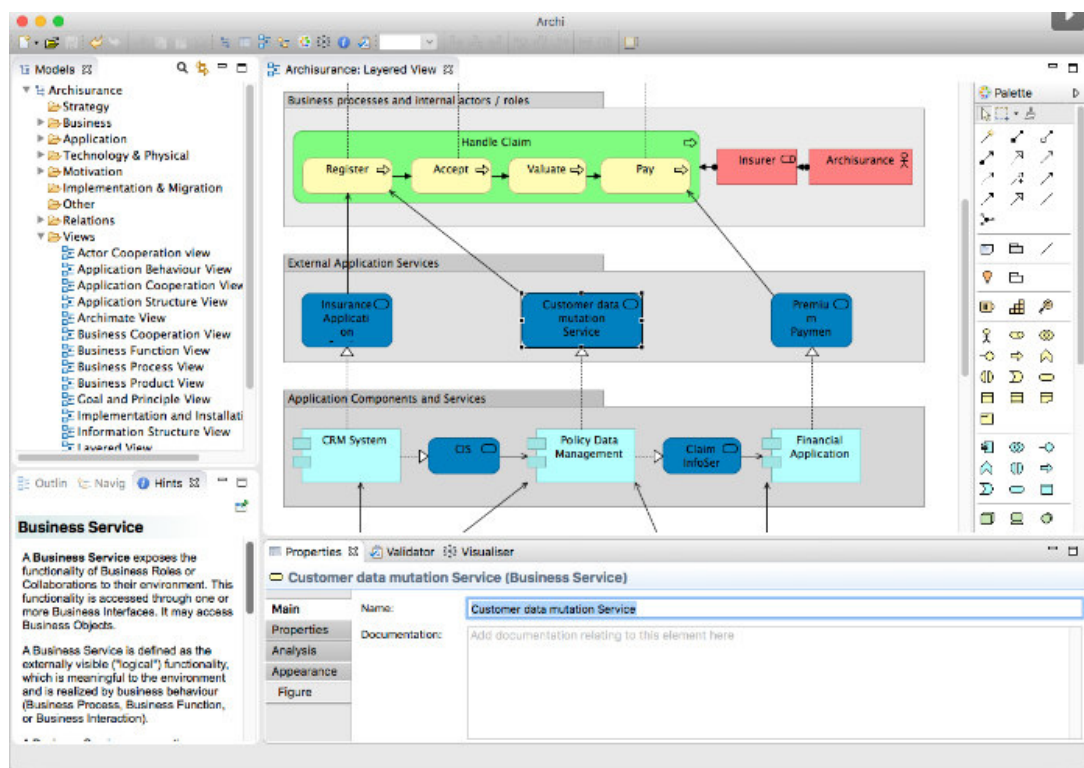 Archi
Models
Archisurance
Strategy
Business
Application
Technology & Physical
Motivation
Implementation & Migration
Other
Relations
Views
Actor Cooperation view
Application Behaviour View
Application Cooperation View
Application Structure View
Archimate View
Business Cooperation View
Business Function View
Business Process View
Business Product View
Goal and Principle View
Implementation and Installati
Information Structure View
Layered View
Outlin Navig Hints
Business Service
A Business Service exposes the
functionality of Business Roles or
Collaborations to their environment. This
functionality is accessed through one or
more Business Interfaces. It may access
Business Objects.
A Business Service is defined as the
externally visible ("logical") functionality,
which is meaningful to the environment
and is realized by business behaviour
(Business Process, Business Function,
or Business Interaction).
Archisurance: Layered View
Business processes and internal actors / roles
Handle Claim
Register
Accept
Valuate
Pay
Insurer
Archisurance
External Application Services
Insurance
Applicati
on
Customer data
mutation
Service
Premiu
m
Paymen
Application Components and Services
CRM System
CIS
Policy Data
Management
Claim
InfoSer
Financial
Application
Palette
Properties Validator Visualiser
Customer data mutation Service (Business Service)
Main
Properties
Analysis
Appearance
Figure
Name:
Customer data mutation Service
Documentation:
Add documentation relating to this element here